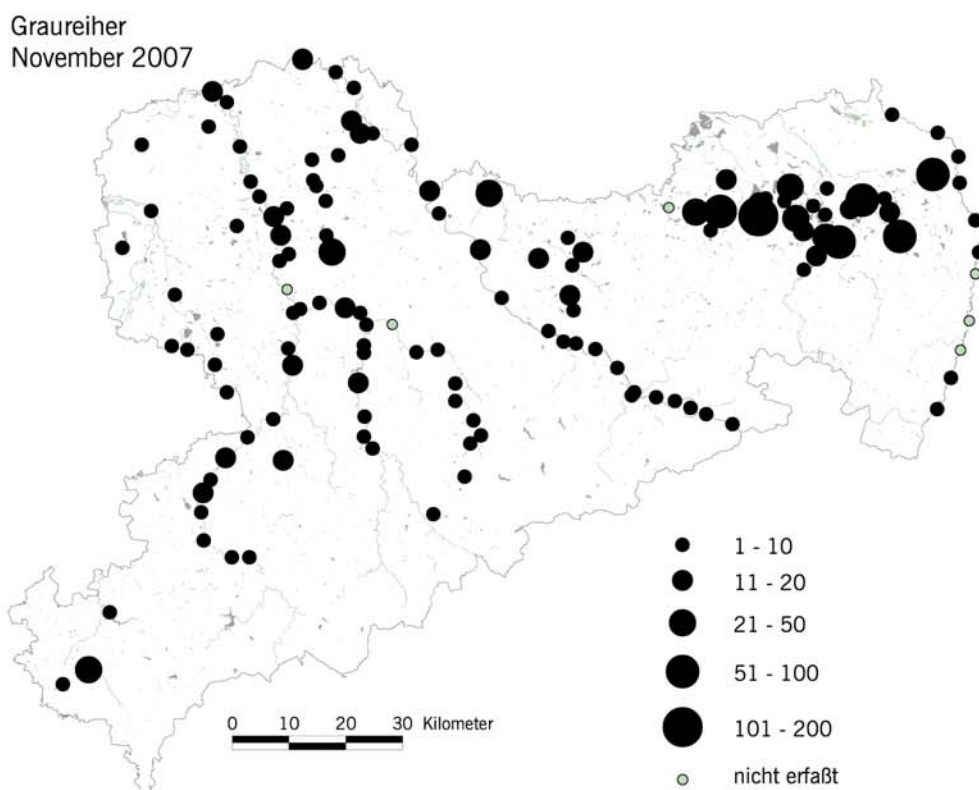 Graureiher
November 2007
1 - 10
11 - 20
21 - 50
51 - 100
101 - 200
nicht erfaßt
0 10 20 30 Kilometer